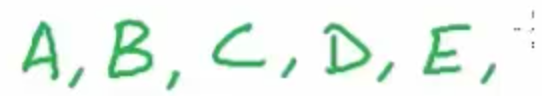 A, B, C, D, E,